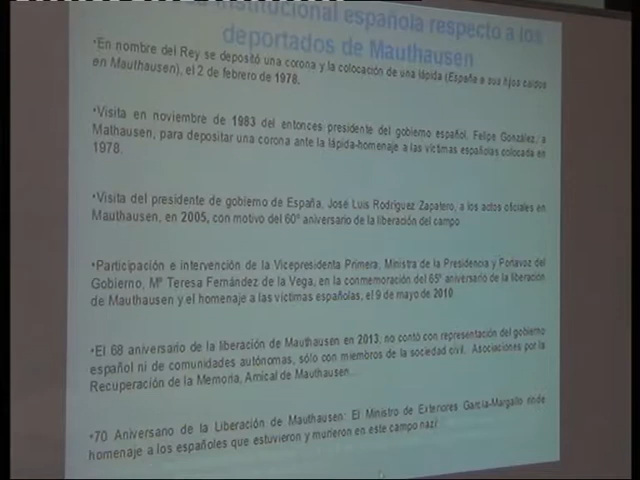 institucional española respecto a los
deportados de Mauthausen
•En nombre del Rey se depositó una corona y la colocación de una lápida (España a sus hijos caídos
en Mauthausen), el 2 de febrero de 1978.
•Visita en noviembre de 1983 del entonces presidente del gobierno español, Felipe González, a
Mathausen, para depositar una corona ante la lápida-homenaje a las víctimas españolas colocada en
1978.
•Visita del presidente de gobierno de España, José Luis Rodríguez Zapatero, a los actos oficiales en
Mauthausen, en 2005, con motivo del 60º aniversario de la liberación del campo
•Participación e intervención de la Vicepresidenta Primera, Ministra de la Presidencia y Portavoz del
Gobierno, Mª Teresa Fernández de la Vega, en la conmemoración del 65º aniversario de la liberación
de Mauthausen y el homenaje a las víctimas españolas, el 9 de mayo de 2010
•El 68 aniversario de la liberación de Mauthausen en 2013, no contó con representación del gobierno
español ni de comunidades autónomas, sólo con miembros de la sociedad civil. Asociaciones por la
Recuperación de la Memoria, Amical de Mauthausen...
•70 Aniversario de la Liberación de Mauthausen: El Ministro de Exteriores García-Margallo rinde
homenaje a los españoles que estuvieron y murieron en este campo nazi.